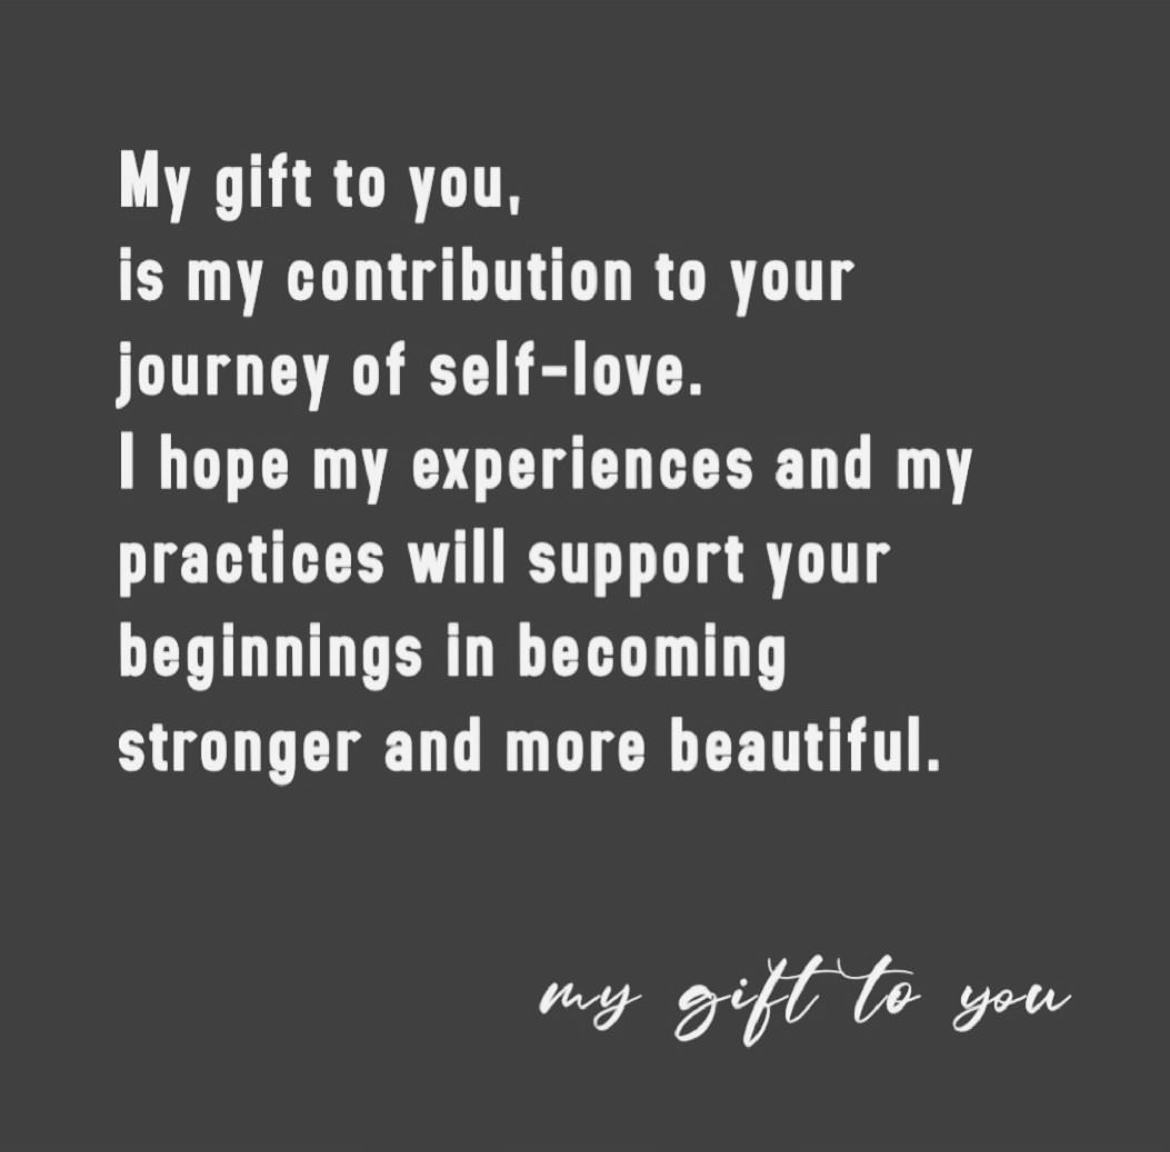 My gift to you,
is my contribution to your
journey of self-love.
I hope my experiences and my
practices will support your
beginnings in becoming
stronger and more beautiful.
my gift to you